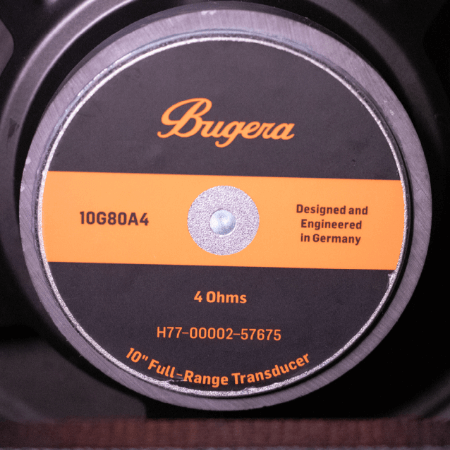 Bugera
10G80A4
Designed and
Engineered
in Germany
4 Ohms
H77-00002-57675
10" Full-Range Transducer